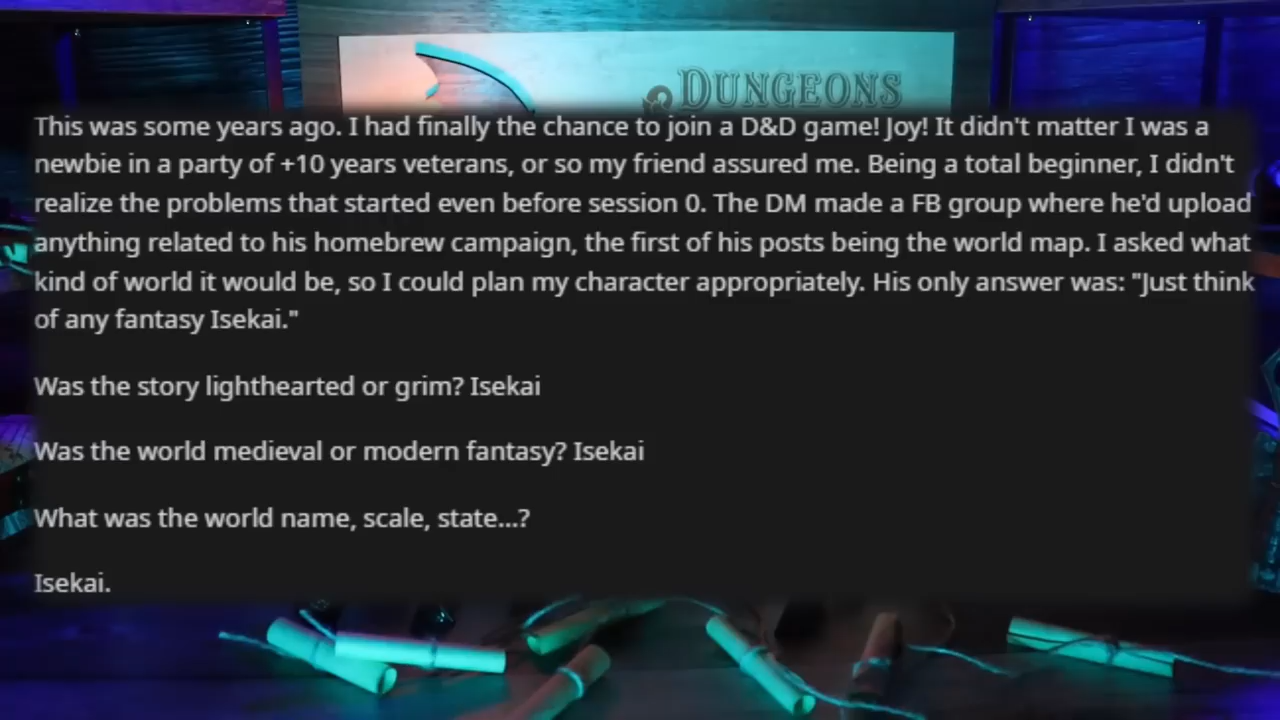 DUNGEONS
This was some years ago. I had finally the chance to join a D&D game! Joy! It didn't matter I was a
newbie in a party of +10 years veterans, or so my friend assured me. Being a total beginner, I didn't
realize the problems that started even before session 0. The DM made a FB group where he'd upload
anything related to his homebrew campaign, the first of his posts being the world map. I asked what
kind of world it would be, so I could plan my character appropriately. His only answer was: "Just think
of any fantasy Isekai."
Was the story lighthearted or grim? Isekai
Was the world medieval or modern fantasy? Isekai
What was the world name, scale, state...?
Isekai.